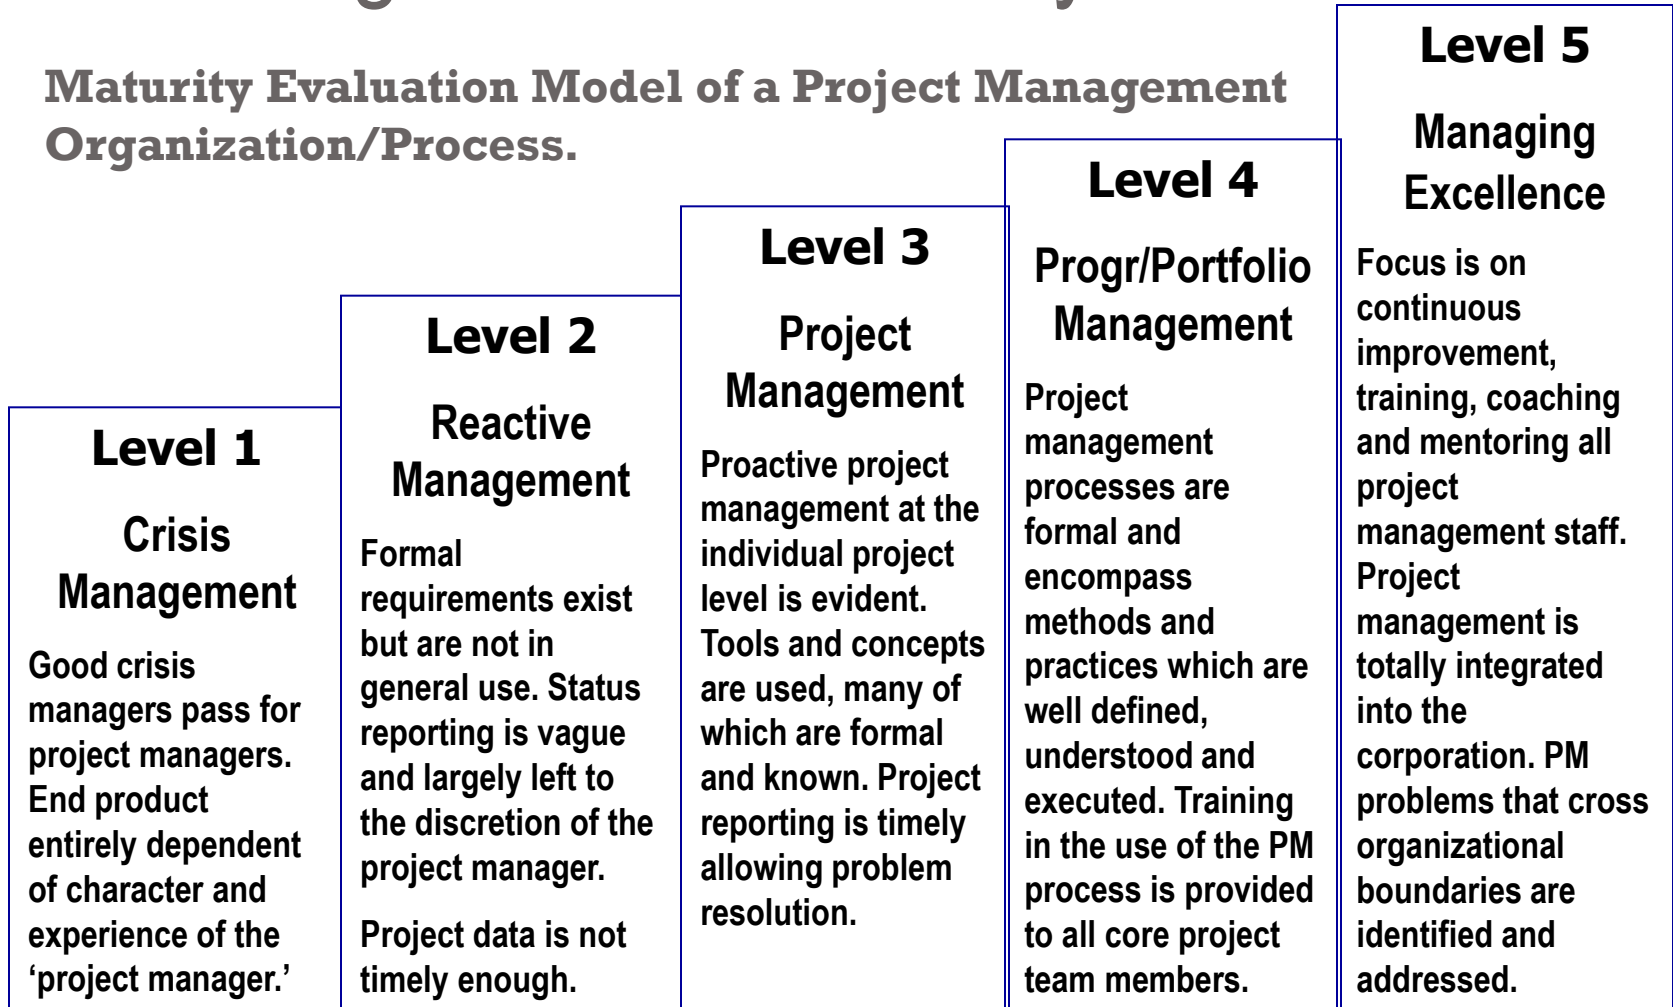 Maturity Evaluation Model of a Project Management
Organization/Process.
Level 1
Crisis
Management
Good crisis
managers pass for
project managers.
End product
entirely dependent
of character and
experience of the
‘project manager.’
Level 2
Reactive
Management
Formal
requirements exist
but are not in
general use. Status
reporting is vague
and largely left to
the discretion of the
project manager.
Project data is not
timely enough.
Level 3
Project
Management
Proactive project
management at the
individual project
level is evident.
Tools and concepts
are used, many of
which are formal
and known. Project
reporting is timely
allowing problem
resolution.
Level 4
Progr/Portfolio
Management
Project
management
processes are
formal and
encompass
methods and
practices which are
well defined,
understood and
executed. Training
in the use of the PM
process is provided
to all core project
team members.
Level 5
Managing
Excellence
Focus is on
continuous
improvement,
training, coaching
and mentoring all
project
management staff.
Project
management is
totally integrated
into the
corporation. PM
problems that cross
organizational
boundaries are
identified and
addressed.